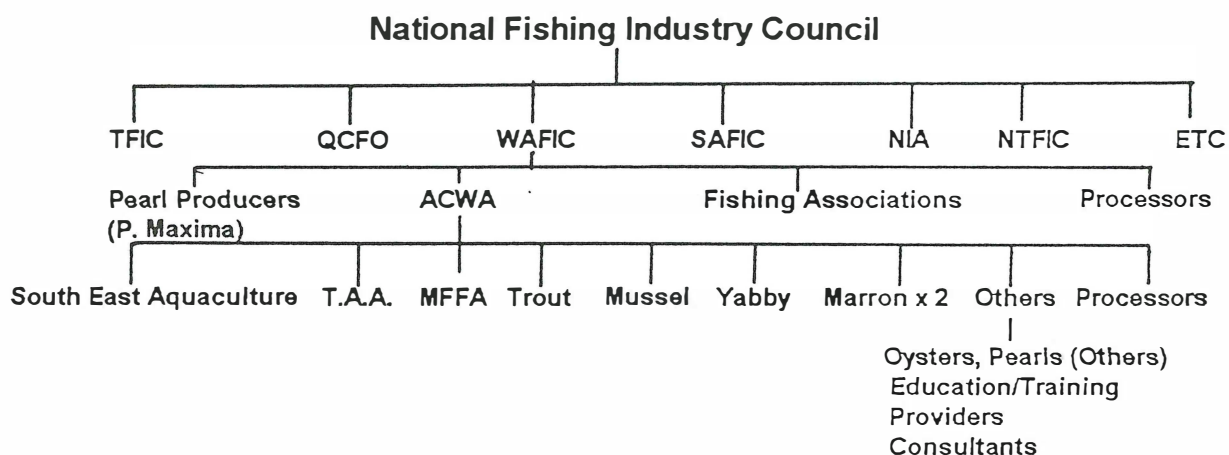 National Fishing Industry Council
TFIC QCFO WAFIC SAFIC NIA NTFIC ETC
Pearl Producers ACWA Fishing Associations Processors
(P. Maxima)
South East Aquaculture T.A.A. MFFA Trout Mussel Yabby Marron x 2 Others Processors
Oysters, Pearls (Others)
Education/Training
Providers
Consultants